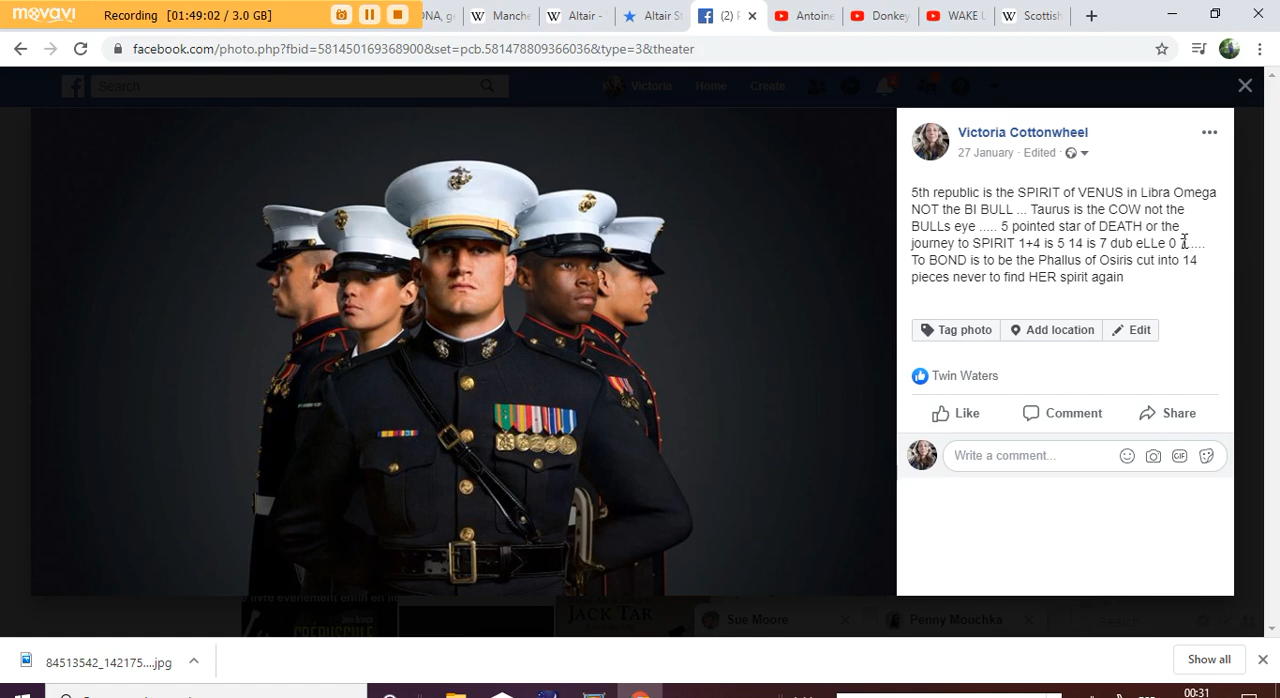 movavi Recording [01:49:02 / 3.0 GB]
Manche
Altair -
Altair S
(2)
Antoine
Donkey
WAKE U
Scottish
facebook.com/photo.php?fbid=581450169368900&set=pcb.581478809366036&type=3&theater
Search
Victoria
Home
Create
Victoria Cottonwheel
27 January · Edited ·
5th republic is the SPIRIT of VENUS in Libra Omega
NOT the BI BULL ... Taurus is the COW not the
BULLs eye ..... 5 pointed star of DEATH or the
journey to SPIRIT 1+4 is 5 14 is 7 dub eLLe 0
To BOND is to be the Phallus of Osiris cut into 14
pieces never to find HER spirit again
Tag photo
Add location
Edit
Twin Waters
Like
Comment
Share
Write a comment...
GIF
JACK TAR
Sue Moore
Penny Mouchka
84513542_142175....jpg
Show all
00:31